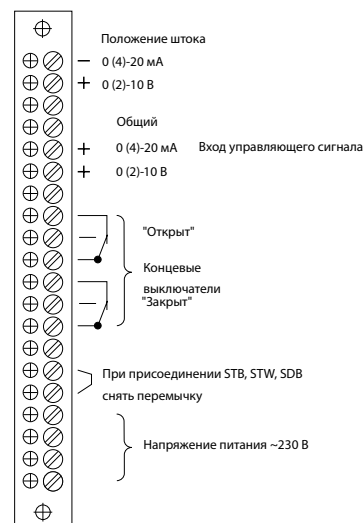 Положение штока
− 0 (4)-20 мА
+ 0 (2)-10 В
Общий
+ 0 (4)-20 мА Вход управляющего сигнала
+ 0 (2)-10 В
"Открыт"
Концевые
выключатели
"Закрыт"
При присоединении STB, STW, SDB
снять перемычку
Напряжение питания ~230 В